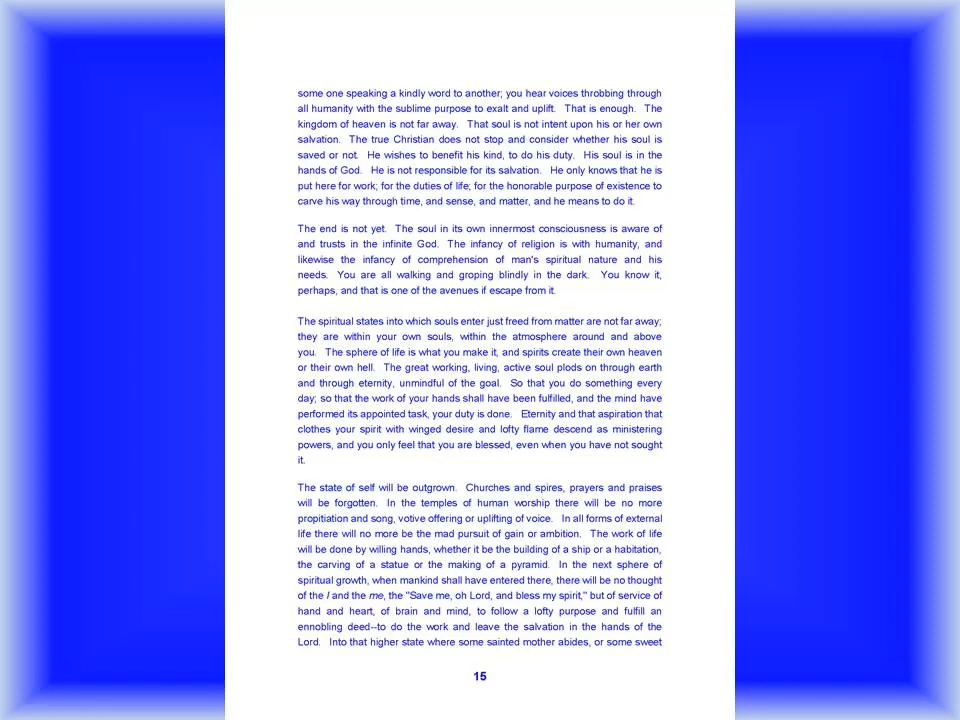 some one speaking a kindly word to another; you hear voices throbbing through
all humanity with the sublime purpose to exalt and uplift. That is enough. The
kingdom of heaven is not far away. That soul is not intent upon his or her own
salvation. The true Christian does not stop and consider whether his soul is
saved or not. He wishes to benefit his kind, to do his duty. His soul is in the
hands of God. He is not responsible for its salvation. He only knows that he is
put here for work; for the duties of life; for the honorable purpose of existence to
carve his way through time, and sense, and matter, and he means to do it.
The end is not yet. The soul in its own innermost consciousness is aware of
and trusts in the infinite God. The infancy of religion is with humanity, and
likewise the infancy of comprehension of man's spiritual nature and his
needs. You are all walking and groping blindly in the dark. You know it,
perhaps, and that is one of the avenues if escape from it.
The spiritual states into which souls enter just freed from matter are not far away;
they are within your own souls, within the atmosphere around and above
you. The sphere of life is what you make it, and spirits create their own heaven
or their own hell. The great working, living, active soul plods on through earth
and through eternity, unmindful of the goal. So that you do something every
day; so that the work of your hands shall have been fulfilled, and the mind have
performed its appointed task, your duty is done. Eternity and that aspiration that
clothes your spirit with winged desire and lofty flame descend as ministering
powers, and you only feel that you are blessed, even when you have not sought
it.
The state of self will be outgrown. Churches and spires, prayers and praises
will be forgotten. In the temples of human worship there will be no more
propitiation and song, votive offering or uplifting of voice. In all forms of external
life there will no more be the mad pursuit of gain or ambition. The work of life
will be done by willing hands, whether it be the building of a ship or a habitation,
the carving of a statue or the making of a pyramid. In the next sphere of
spiritual growth, when mankind shall have entered there, there will be no thought
of the I and the me, the "Save me, oh Lord, and bless my spirit," but of service of
hand and heart, of brain and mind, to follow a lofty purpose and fulfill an
ennobling deed--to do the work and leave the salvation in the hands of the
Lord. Into that higher state where some sainted mother abides, or some sweet
15